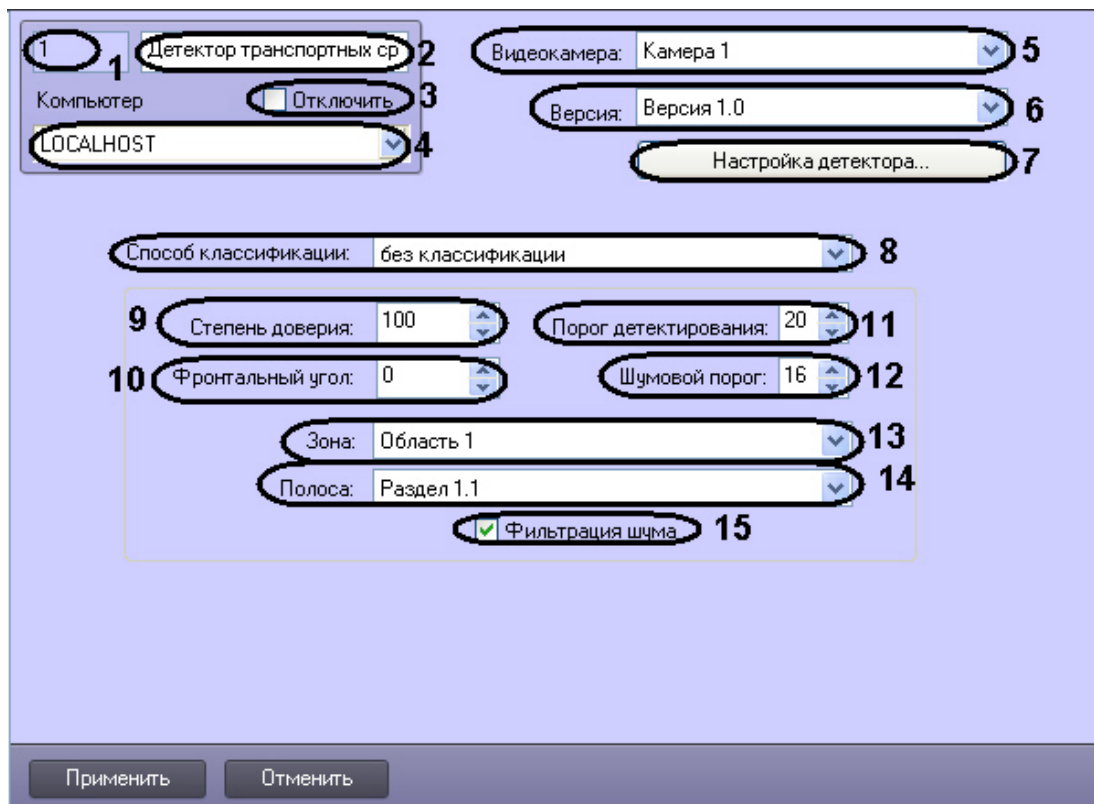 1 1 Детектор транспортных ср 2
Видеокамера: Камера 1 5
Компьютер Отключить 3
Версия: Версия 1.0 6
LOCALHOST 4
Настройка детектора... 7
Способ классификации: без классификации 8
9 Степень доверия: 100 Порог детектирования: 20 11
10 Фронтальный угол: 0 Шумовой порог: 16 12
Зона: Область 1 13
Полоса: Раздел 1.1 14
Фильтрация шума 15
Применить Отменить